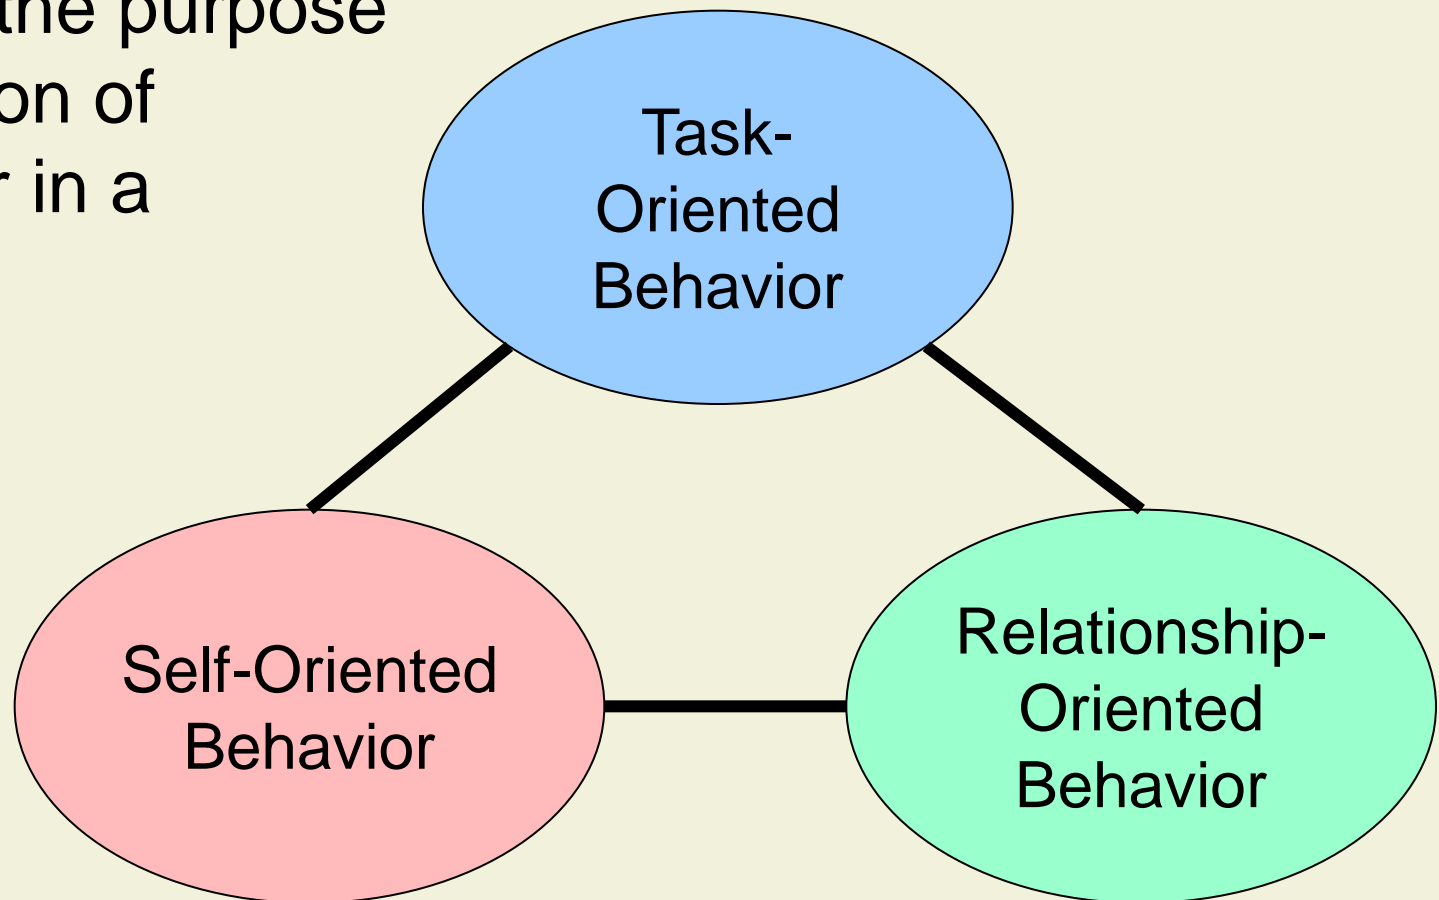 the purpose
on of
r in a
Task-
Oriented
Behavior
Self-Oriented
Behavior
Relationship-
Oriented
Behavior